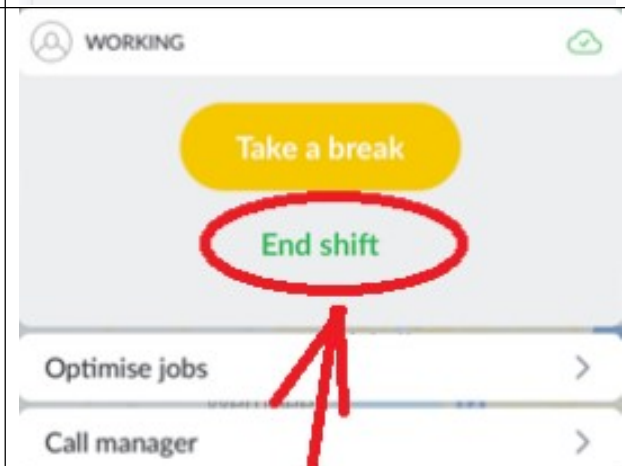 WORKING
Take a break
End shift
Optimise jobs
Call manager